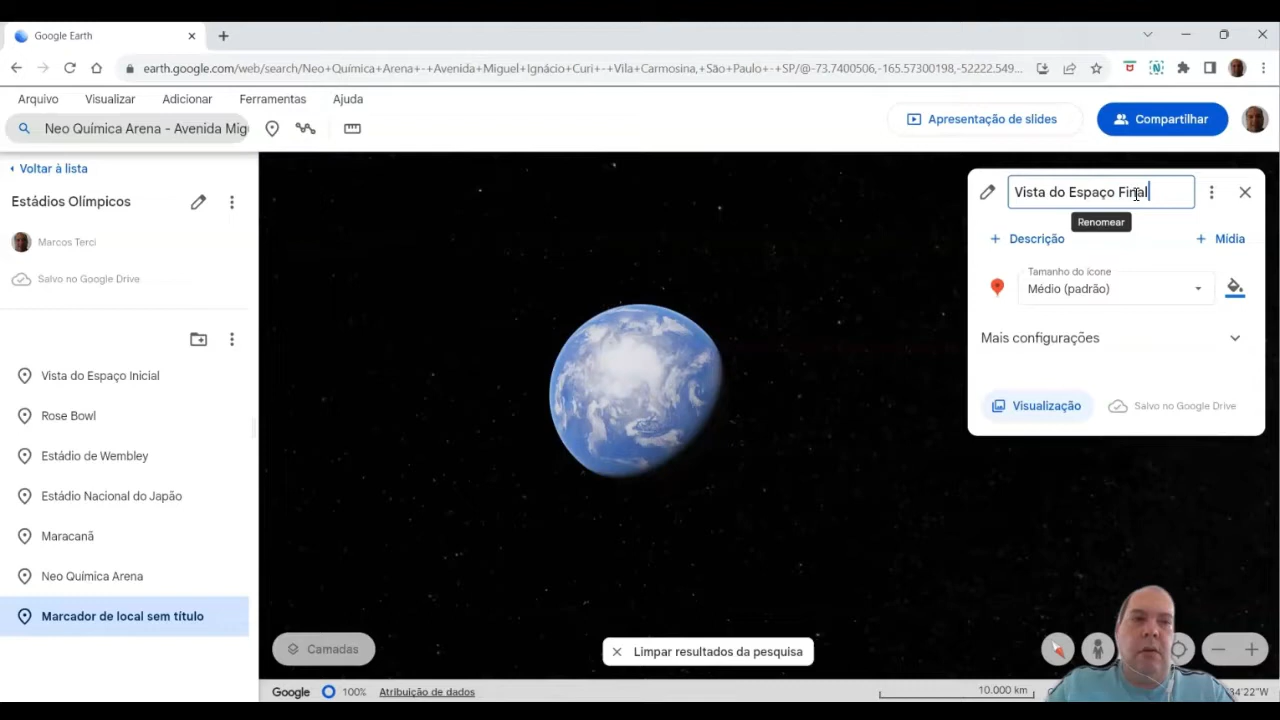 Google Earth
earth.google.com/web/search/Neo+Química+Arena+-+Avenida+Miguel+Ignácio+Curi+-+Vila+Carmosina,+São+Paulo+-+SP/@-73.7400506,-165.57300198,-52222.549...
Arquivo Visualizar Adicionar Ferramentas Ajuda
Neo Química Arena - Avenida Mig
Apresentação de slides
Compartilhar
Voltar à lista
Estádios Olímpicos
Marcos Terci
Salvo no Google Drive
Vista do Espaço Inicial
Rose Bowl
Estádio de Wembley
Estádio Nacional do Japão
Maracanã
Neo Química Arena
Marcador de local sem título
Vista do Espaço Final
Renomear
+ Descrição
+ Mídia
Tamanho do ícone
Médio (padrão)
Mais configurações
Visualização
Salvo no Google Drive
Camadas
Limpar resultados da pesquisa
Google 100% Atribuição de dados
10.000 km
34'22"W